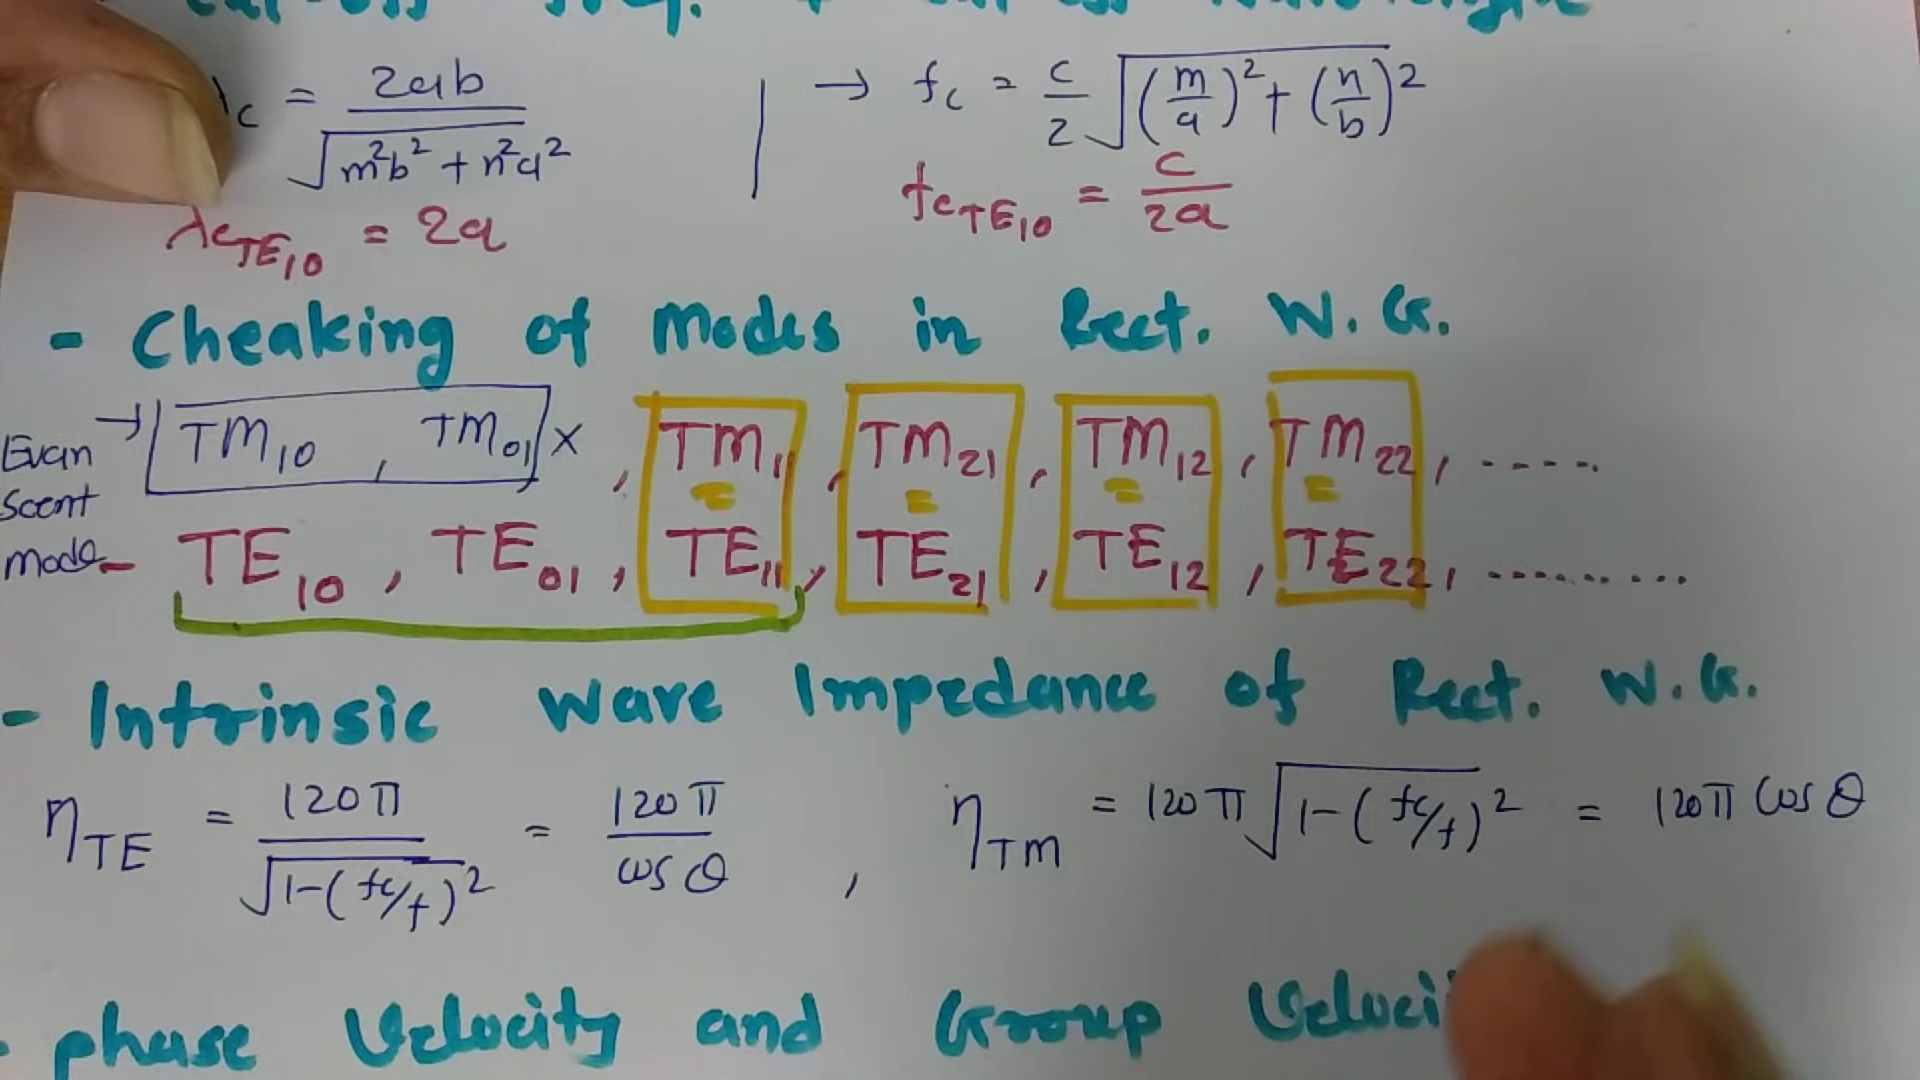 λc = 2ab / √m²b² + n²a²
→ fc = c/2 √(m/a)² + (n/b)²
λcTE10 = 2a
fcTE10 = c/2a
- Cheaking of modes in Rect. W.G.
Evan scent mode
→ TM10 , TM01 × , TM11 , TM21 , TM12 , TM22 , .....
= = = =
- TE10 , TE01 , TE11 , TE21 , TE12 , TE22 , ..........
- Intrinsic wave Impedance of Rect. W.G.
ηTE = 120π / √1-(fc/f)² = 120π / cos θ , ηTM = 120π √1-(fc/f)² = 120π cos θ
- phase Velocity and Group